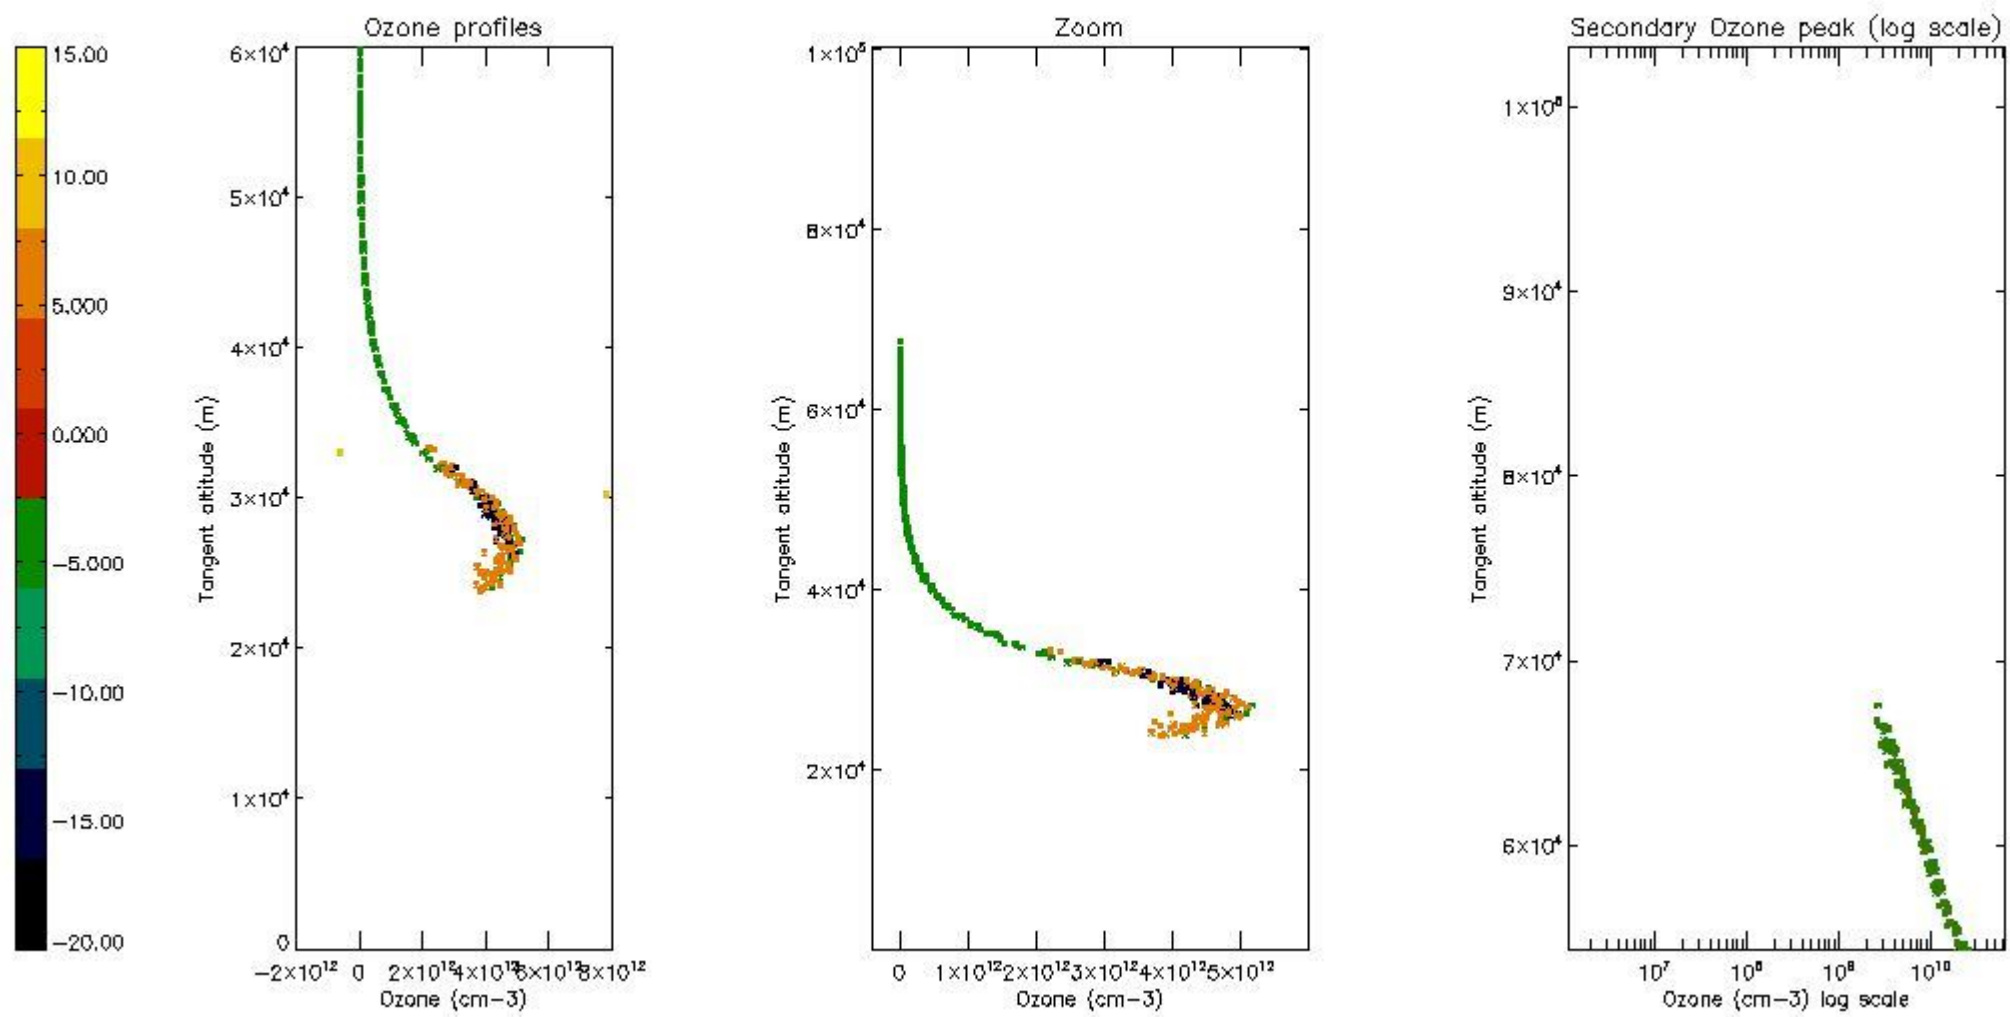 Ozone profiles
Zoom
Secondary Ozone peak (log scale)
15.00
10.00
5.000
0.000
−5.000
−10.00
−15.00
−20.00
6×10⁴
5×10⁴
4×10⁴
3×10⁴
2×10⁴
1×10⁴
0
Tangent altitude (m)
−2×10¹² 0 2×10¹² 4×10¹² 6×10¹² 8×10¹²
Ozone (cm−3)
1×10⁵
8×10⁴
6×10⁴
4×10⁴
2×10⁴
Tangent altitude (m)
0 1×10¹² 2×10¹² 3×10¹² 4×10¹² 5×10¹²
Ozone (cm−3)
1×10⁵
9×10⁴
8×10⁴
7×10⁴
6×10⁴
Tangent altitude (m)
10⁷ 10⁸ 10⁹ 10¹⁰
Ozone (cm−3) log scale